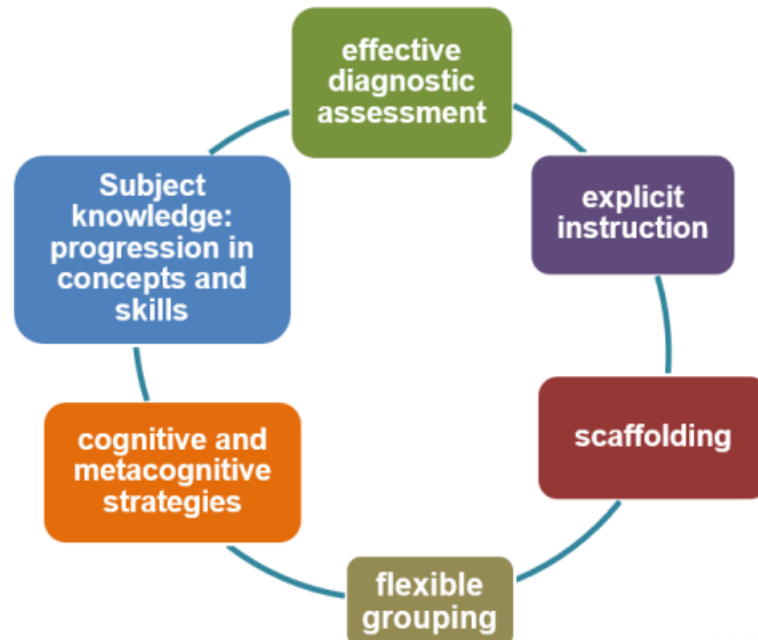 effective
diagnostic
assessment
explicit
instruction
scaffolding
flexible
grouping
cognitive and
metacognitive
strategies
Subject
knowledge:
progression in
concepts and
skills